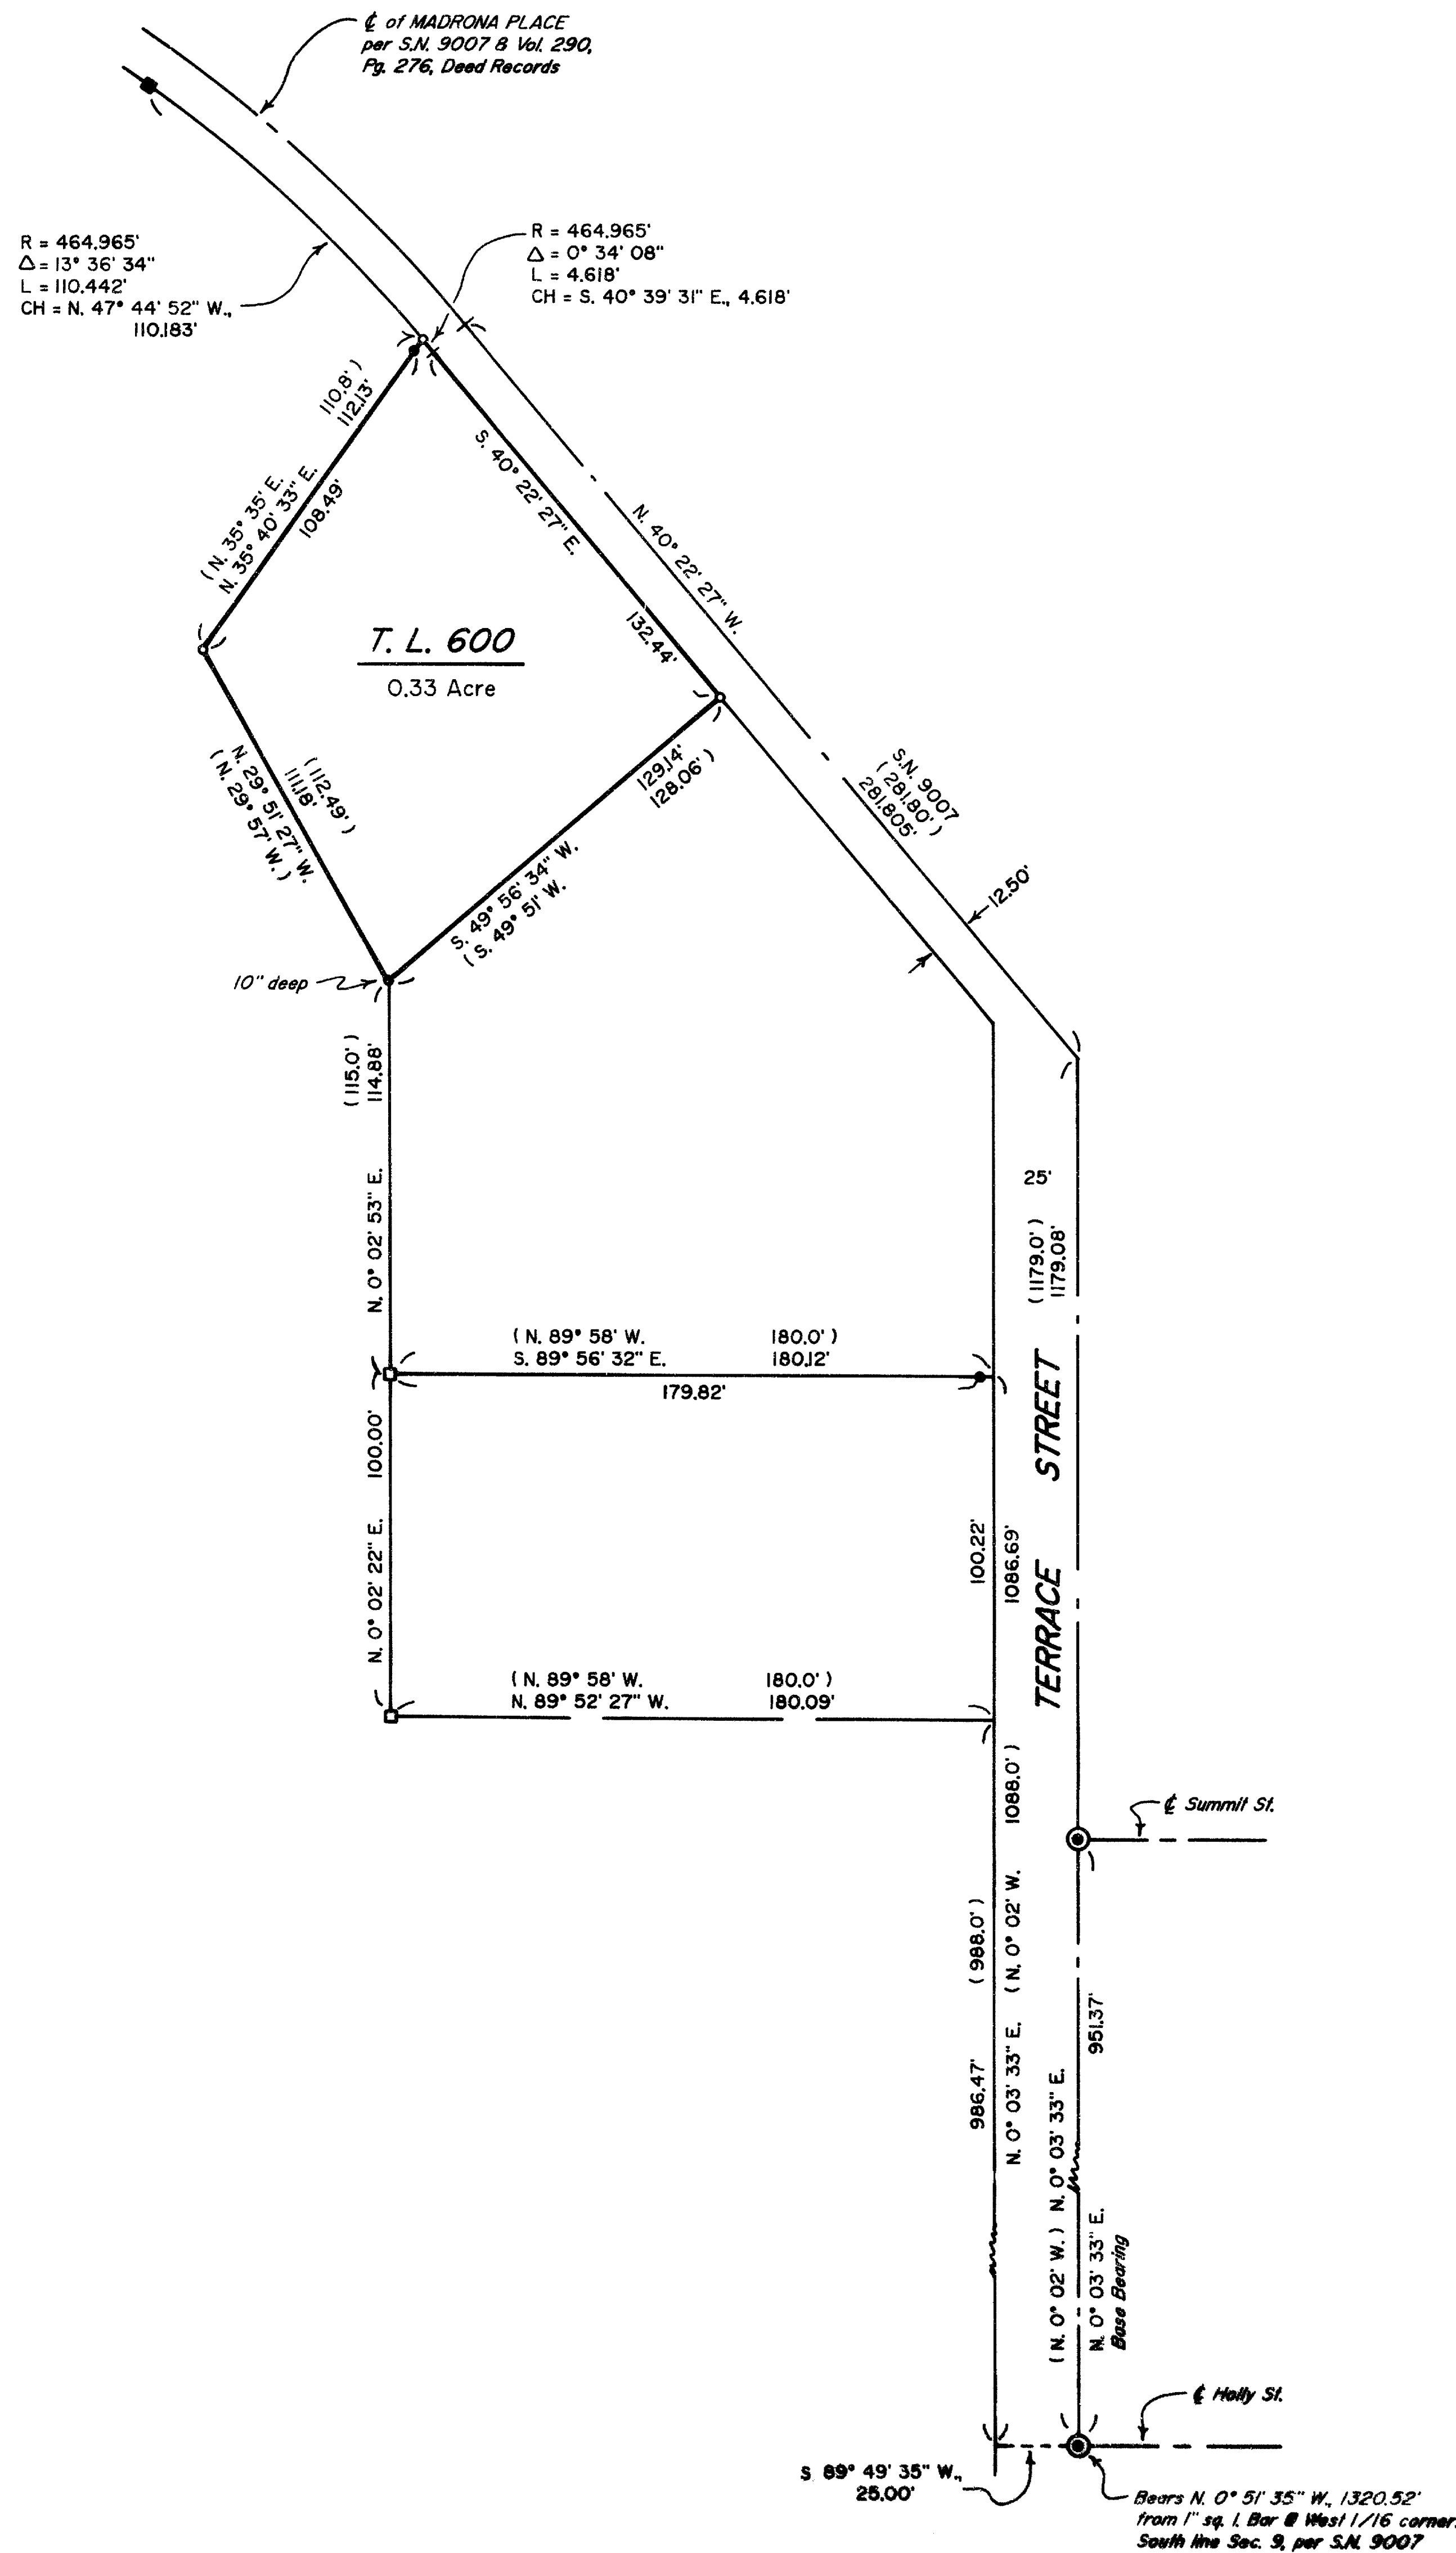 ℄ of MADRONA PLACE
per S.N. 9007 & Vol. 290,
Pg. 276, Deed Records
R = 464.965'
Δ = 13° 36' 34"
L = 110.442'
CH = N. 47° 44' 52" W.,
110.183'
R = 464.965'
Δ = 0° 34' 08"
L = 4.618'
CH = S. 40° 39' 31" E., 4.618'
110.8' )
112.13'
( N. 35° 35' E.
N. 35° 40' 33" E.
108.49'
S. 40° 22' 27" E.
132.44'
N. 40° 22' 27" W.
T. L. 600
0.33 Acre
S.N. 9007
( 281.80' )
281.805'
12.50'
( 112.49' )
111.18'
N. 29° 51' 27" W.
( N. 29° 57' W. )
129.14'
128.06' )
S. 49° 56' 34" W.
( S. 49° 51' W.
10" deep
( 115.0' )
114.88'
N. 0° 02' 53" E.
25'
( 1179.0' )
1179.08'
( N. 89° 58' W. 180.0' )
S. 89° 56' 32" E. 180.12'
179.82'
100.00'
N. 0° 02' 22" E.
100.22'
1086.69'
TERRACE STREET
( N. 89° 58' W. 180.0' )
N. 89° 52' 27" W. 180.09'
1088.0' )
( N. 0° 02' W.
( 988.0' )
986.47'
N. 0° 03' 33" E.
℄ Summit St.
951.37'
( N. 0° 02' W. ) N. 0° 03' 33" E.
N. 0° 03' 33" E.
Base Bearing
℄ Holly St.
S 89° 49' 35" W.,
25.00'
Bears N. 0° 51' 35" W., 1320.52'
from 1" sq. I. Bar @ West 1/16 corner,
South line Sec. 9, per S.N. 9007